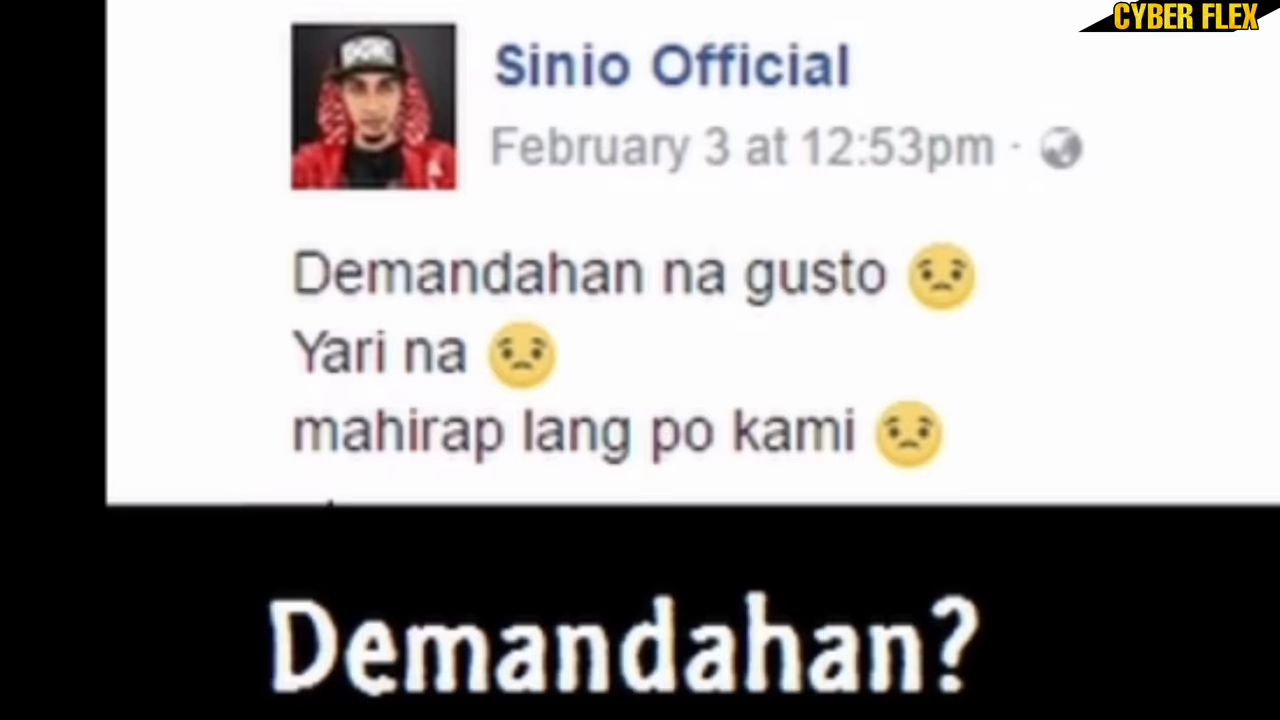 CYBER FLEX
Sinio Official
February 3 at 12:53pm ·
Demandahan na gusto 😟
Yari na 😟
mahirap lang po kami 😟
Demandahan?